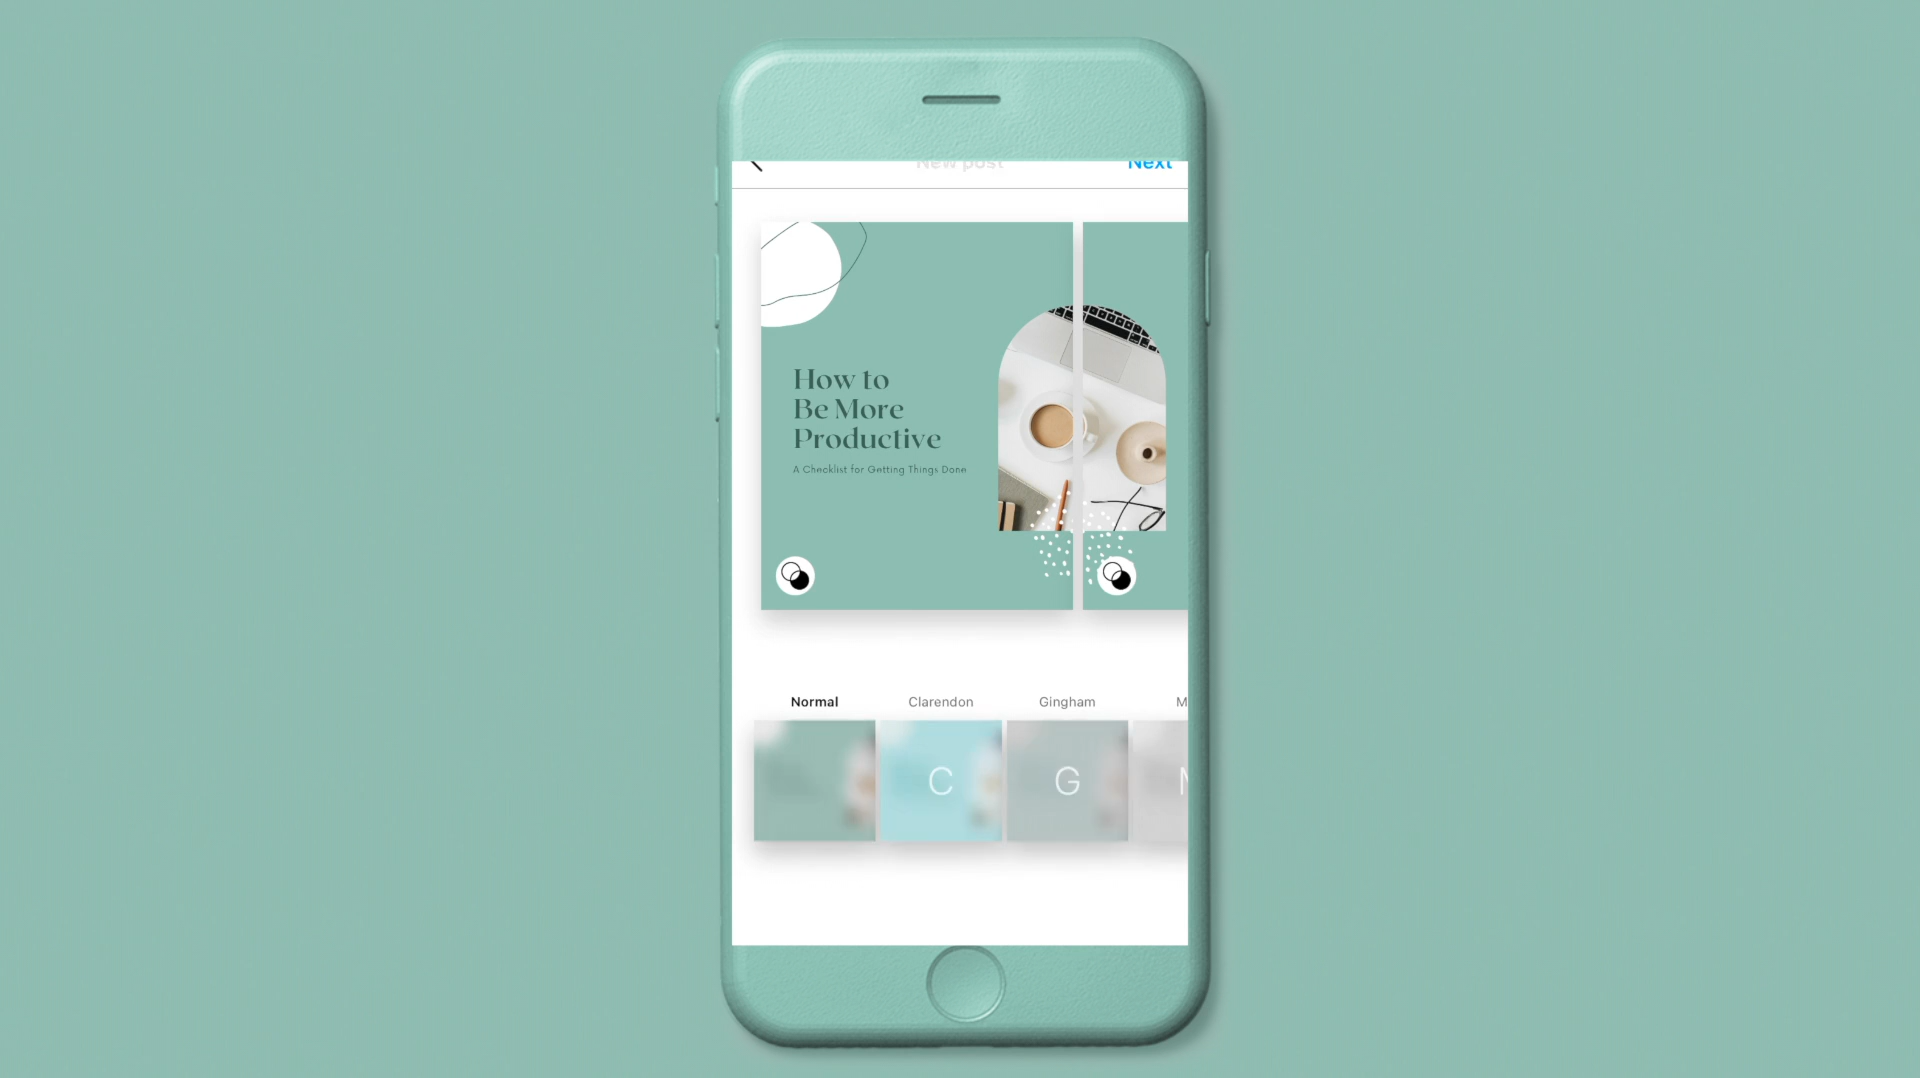 New post
Next
How to
Be More
Productive
A Checklist for Getting Things Done
Normal
Clarendon
Gingham
M
C
G
M